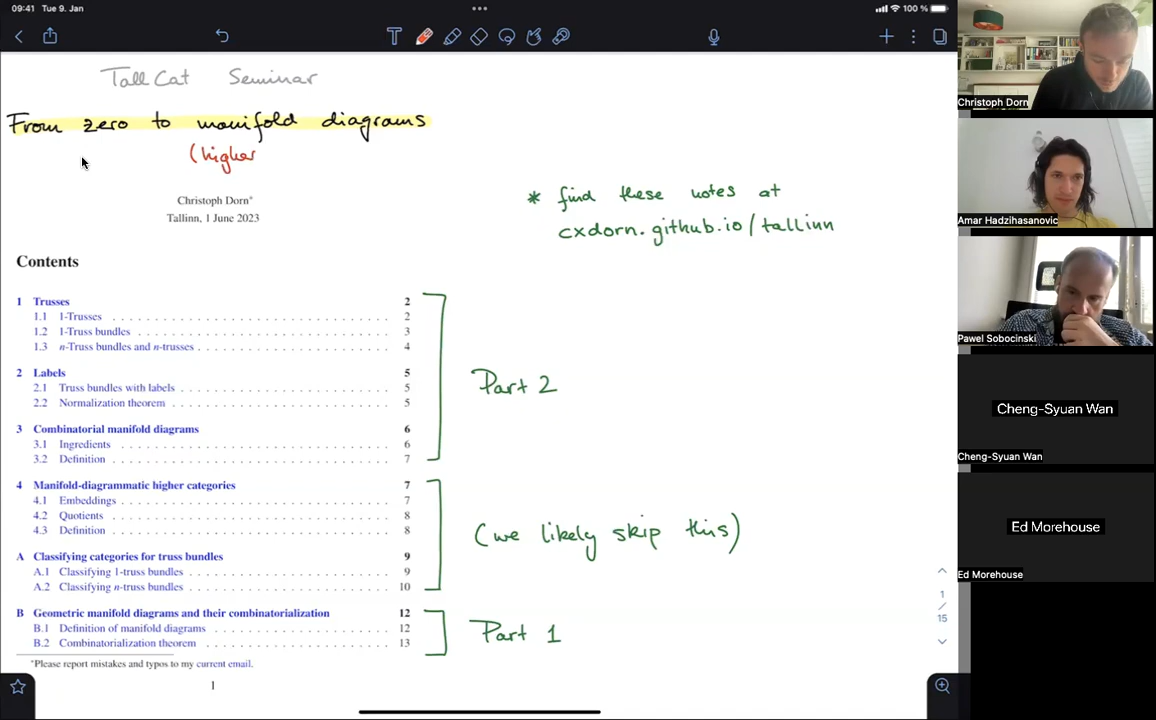 09:41 Tue 9. Jan
100 %
TallCat Seminar
From zero to manifold diagrams
(higher
Christoph Dorn*
Tallinn, 1 June 2023
* find these notes at
cxdorn.github.io/tallinn
Contents
1 Trusses 2
1.1 1-Trusses . . . 2
1.2 1-Truss bundles . . . 3
1.3 n-Truss bundles and n-trusses . . . 4
2 Labels 5
2.1 Truss bundles with labels . . . 5
2.2 Normalization theorem . . . 5
3 Combinatorial manifold diagrams 6
3.1 Ingredients . . . 6
3.2 Definition . . . 7
Part 2
4 Manifold-diagrammatic higher categories 7
4.1 Embeddings . . . 7
4.2 Quotients . . . 8
4.3 Definition . . . 8
A Classifying categories for truss bundles 9
A.1 Classifying 1-truss bundles . . . 9
A.2 Classifying n-truss bundles . . . 10
(we likely skip this)
B Geometric manifold diagrams and their combinatorialization 12
B.1 Definition of manifold diagrams . . . 12
B.2 Combinatorialization theorem . . . 13
Part 1
*Please report mistakes and typos to my current email.
1
1
/
15
Christoph Dorn
Amar Hadzihasanovic
Pawel Sobocinski
Cheng-Syuan Wan
Cheng-Syuan Wan
Ed Morehouse
Ed Morehouse